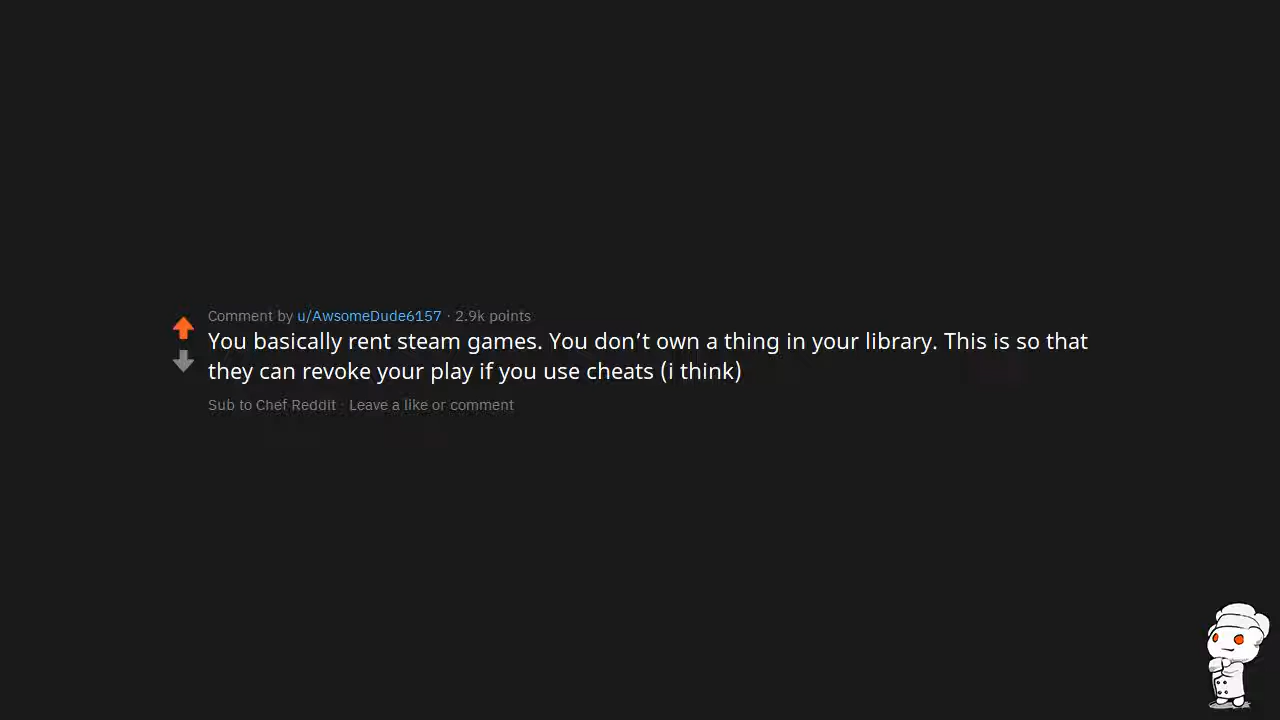 Comment by u/AwsomeDude6157 · 2.9k points
You basically rent steam games. You don’t own a thing in your library. This is so that
they can revoke your play if you use cheats (i think)
Sub to Chef Reddit · Leave a like or comment